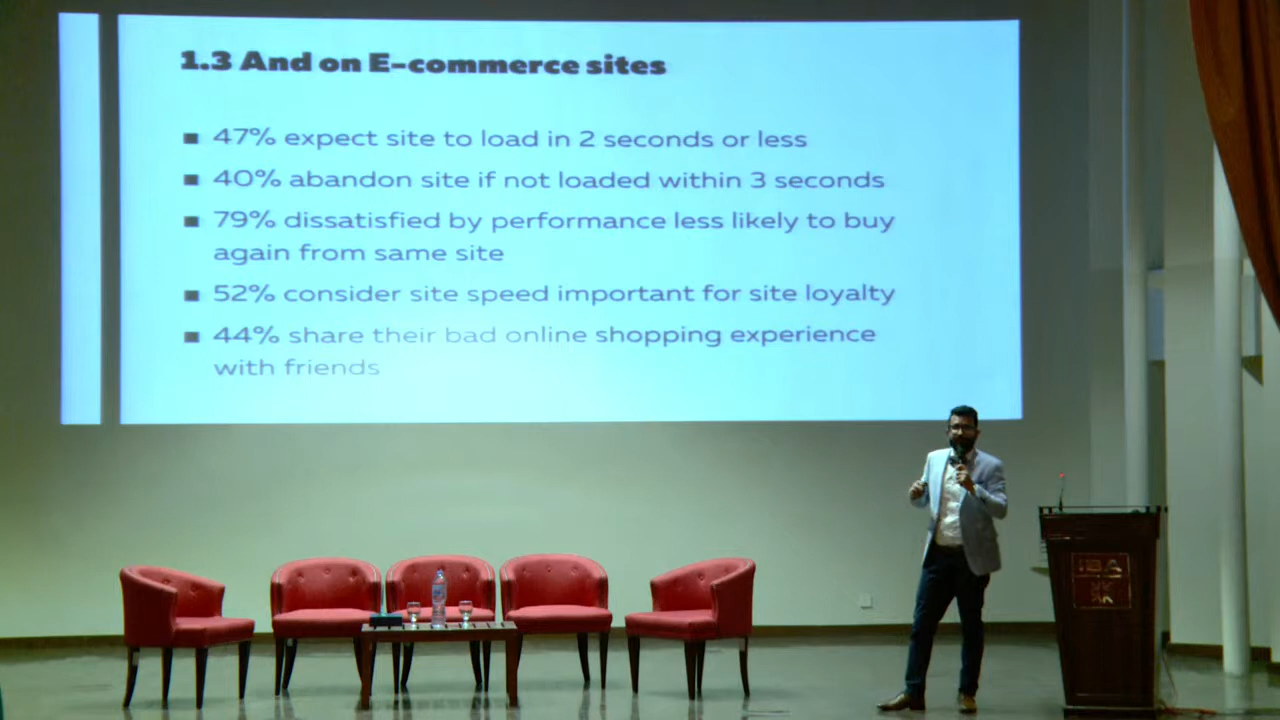 1.3 And on E-commerce sites
47% expect site to load in 2 seconds or less
40% abandon site if not loaded within 3 seconds
79% dissatisfied by performance less likely to buy
again from same site
52% consider site speed important for site loyalty
44% share their bad online shopping experience
with friends
IBA